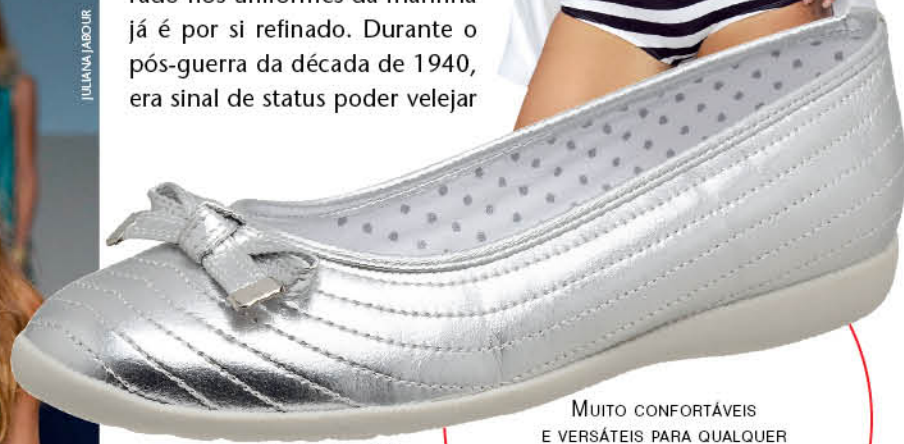 JULIANA JABOUR
já é por si refinado. Durante o
pós-guerra da década de 1940,
era sinal de status poder velejar
MUITO CONFORTÁVEIS
E VERSÁTEIS PARA QUALQUER